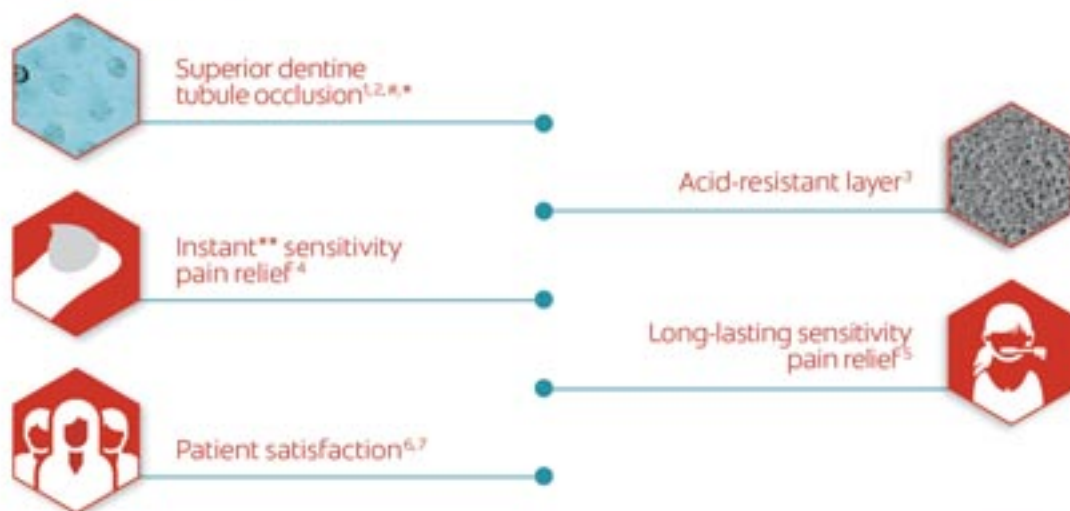 Superior dentine
tubule occlusion¹,²,#,*
Acid-resistant layer³
Instant** sensitivity
pain relief⁴
Long-lasting sensitivity
pain relief⁵
Patient satisfaction⁶,⁷